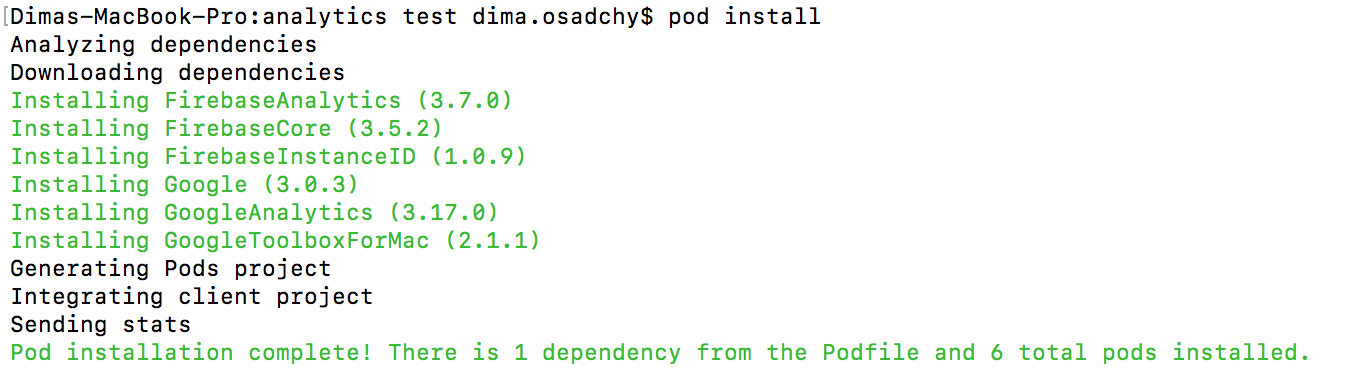 [Dimas-MacBook-Pro:analytics test dima.osadchy$ pod install
Analyzing dependencies
Downloading dependencies
Installing FirebaseAnalytics (3.7.0)
Installing FirebaseCore (3.5.2)
Installing FirebaseInstanceID (1.0.9)
Installing Google (3.0.3)
Installing GoogleAnalytics (3.17.0)
Installing GoogleToolboxForMac (2.1.1)
Generating Pods project
Integrating client project
Sending stats
Pod installation complete! There is 1 dependency from the Podfile and 6 total pods installed.